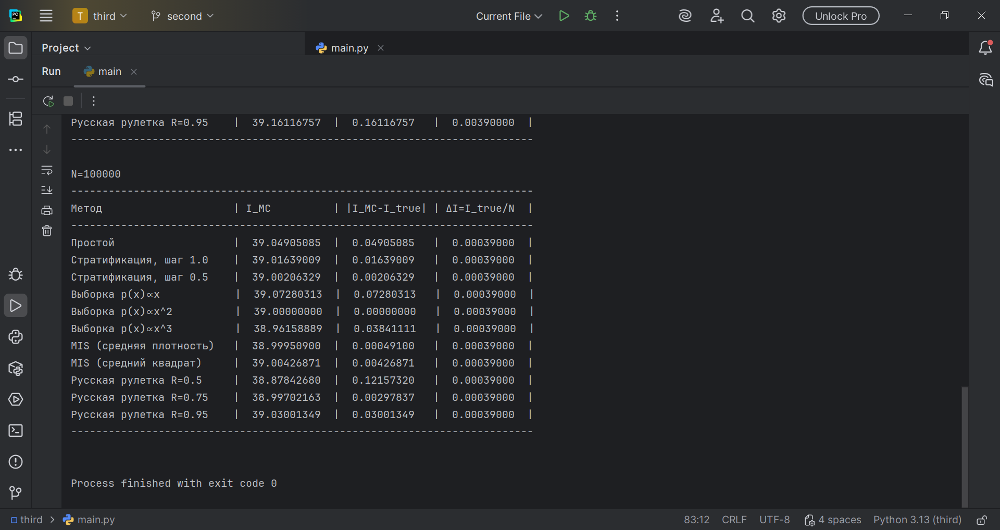 PC T third second Current File Unlock Pro
Project main.py
Run main
Русская рулетка R=0.95 | 39.16116757 | 0.16116757 | 0.00390000 |
--------------------------------------------------------------------------
N=100000
--------------------------------------------------------------------------
Метод | I_MC | |I_MC-I_true| | ΔI=I_true/N |
--------------------------------------------------------------------------
Простой | 39.04905085 | 0.04905085 | 0.00039000 |
Стратификация, шаг 1.0 | 39.01639009 | 0.01639009 | 0.00039000 |
Стратификация, шаг 0.5 | 39.00206329 | 0.00206329 | 0.00039000 |
Выборка p(x)∝x | 39.07280313 | 0.07280313 | 0.00039000 |
Выборка p(x)∝x^2 | 39.00000000 | 0.00000000 | 0.00039000 |
Выборка p(x)∝x^3 | 38.96158889 | 0.03841111 | 0.00039000 |
MIS (средняя плотность) | 38.99950900 | 0.00049100 | 0.00039000 |
MIS (средний квадрат) | 39.00426871 | 0.00426871 | 0.00039000 |
Русская рулетка R=0.5 | 38.87842680 | 0.12157320 | 0.00039000 |
Русская рулетка R=0.75 | 38.99702163 | 0.00297837 | 0.00039000 |
Русская рулетка R=0.95 | 39.03001349 | 0.03001349 | 0.00039000 |
--------------------------------------------------------------------------
Process finished with exit code 0
third > main.py 83:12 CRLF UTF-8 4 spaces Python 3.13 (third)